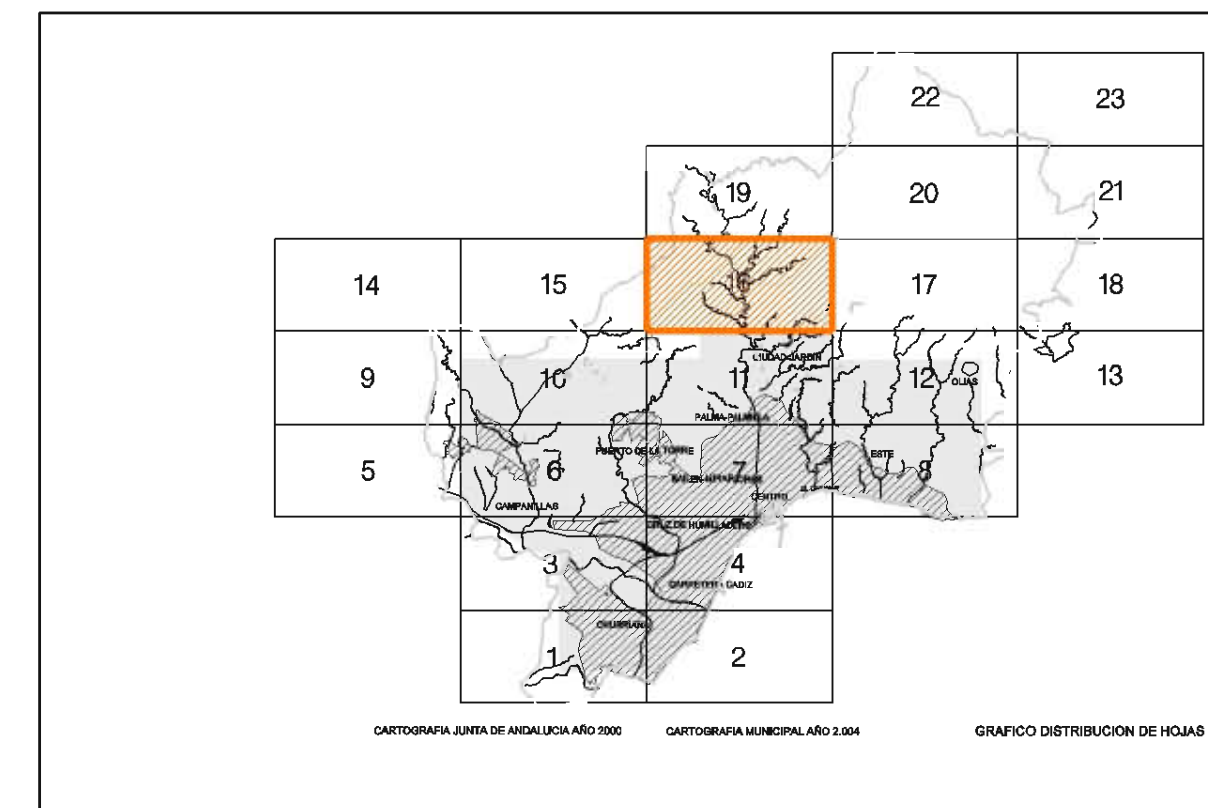 22 23
19 20 21
14 15 16 17 18
CIUDAD JARDIN
9 10 11 12 13
OLIAS
PALMA-PALMILLA
PUERTO DE LA TORRE ESTE
5 6 7 8
BAILEN-MIRAFLORES
CENTRO
CAMPANILLAS
CRUZ DE HUMILLADERO
3 4
CARRETERA CADIZ
CHURRIANA
1 2
CARTOGRAFIA JUNTA DE ANDALUCIA AÑO 2000 CARTOGRAFIA MUNICIPAL AÑO 2.004 GRAFICO DISTRIBUCION DE HOJAS